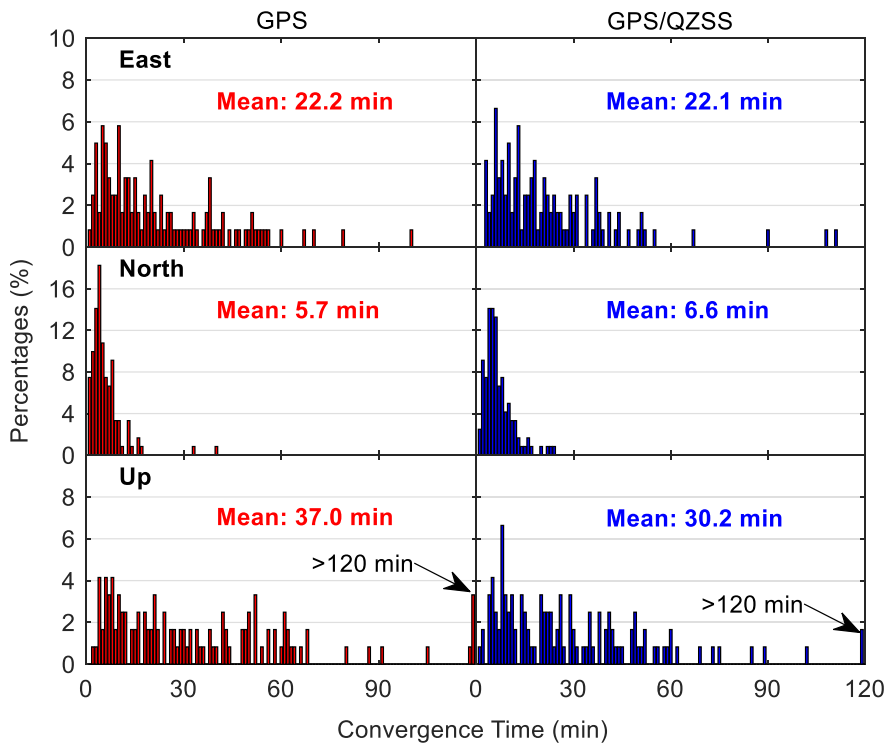 GPS GPS/QZSS
10
East
8
Mean: 22.2 min Mean: 22.1 min
6
4
2
0
North
16
Mean: 5.7 min Mean: 6.6 min
12
8
4
0
Up
8
Mean: 37.0 min Mean: 30.2 min
6
>120 min
4
>120 min
2
0
Percentages (%)
0 30 60 90 0 30 60 90 120
Convergence Time (min)